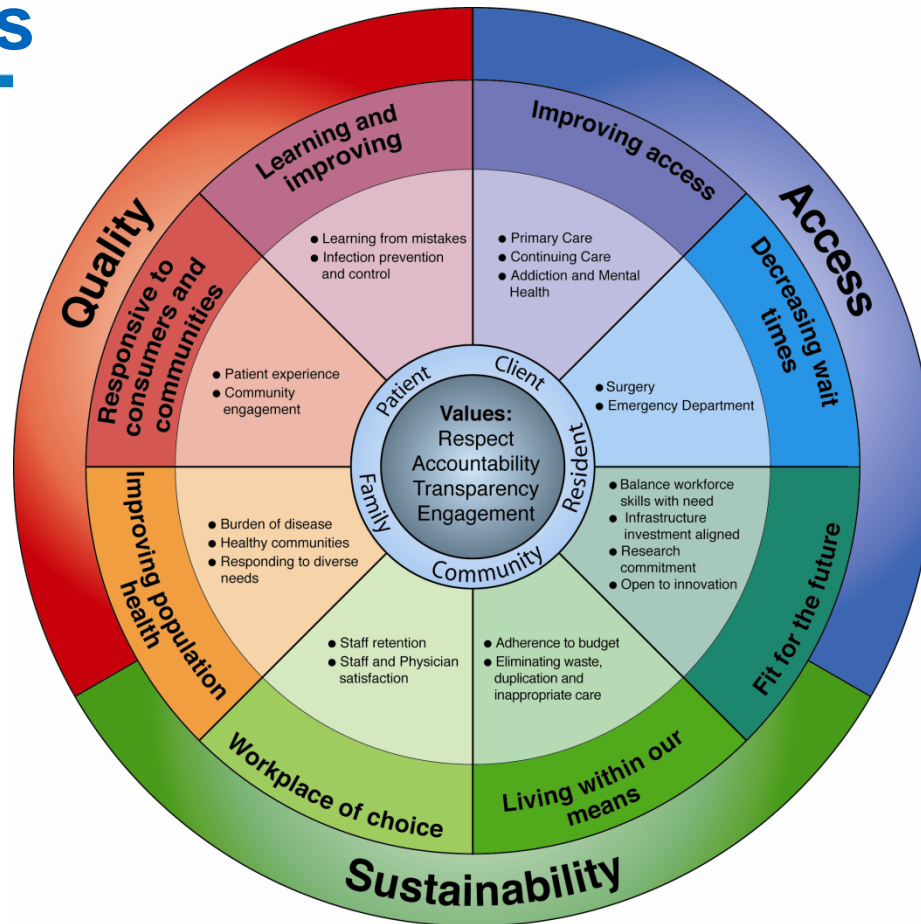 s
Quality
Access
Sustainability
Learning and
improving
● Learning from mistakes
● Infection prevention
and control
Improving access
● Primary Care
● Continuing Care
● Addiction and Mental
Health
Decreasing wait
times
● Surgery
● Emergency Department
Fit for the future
● Balance workforce
skills with need
● Infrastructure
investment aligned
● Research
commitment
● Open to innovation
Living within our
means
● Adherence to budget
● Eliminating waste,
duplication and
inappropriate care
Workplace of choice
● Staff retention
● Staff and Physician
satisfaction
Improving population
health
● Burden of disease
● Healthy communities
● Responding to diverse
needs
Responsive to
consumers and
communities
● Patient experience
● Community
engagement
Patient
Client
Resident
Community
Family
Values:
Respect
Accountability
Transparency
Engagement